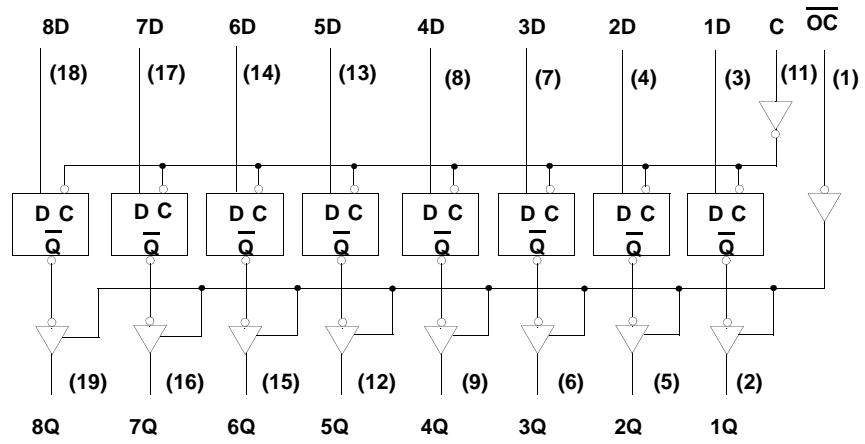 8D 7D 6D 5D 4D 3D 2D 1D C O̅C̅
(18) (17) (14) (13) (8) (7) (4) (3) (11) (1)
D C D C D C D C D C D C D C D C
Q̅ Q̅ Q̅ Q̅ Q̅ Q̅ Q̅ Q̅
(19) (16) (15) (12) (9) (6) (5) (2)
8Q 7Q 6Q 5Q 4Q 3Q 2Q 1Q